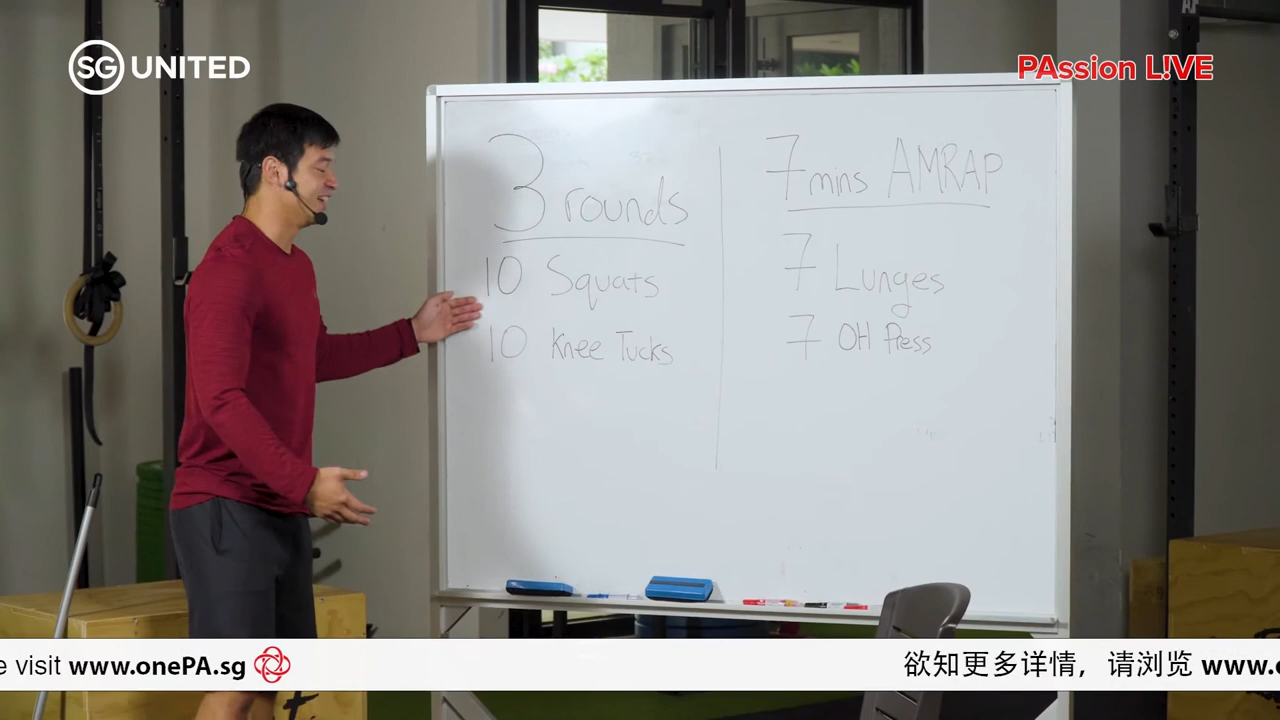 SG UNITED
PAssion L!VE
3 rounds
10 Squats
10 Knee Tucks
7 mins AMRAP
7 Lunges
7 OH Press
e visit www.onePA.sg
欲知更多详情，请浏览 www.o